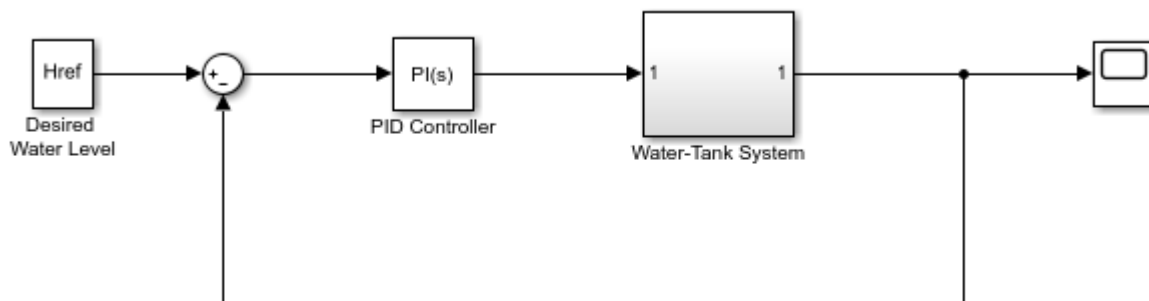 Href
+
−
PI(s)
1
1
Desired
Water Level
PID Controller
Water-Tank System